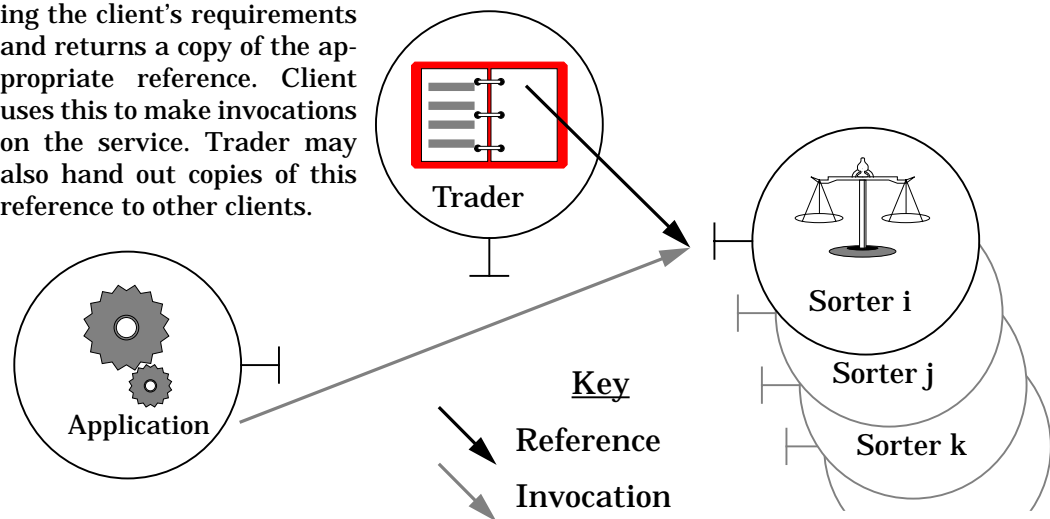 ing the client's requirements
and returns a copy of the ap-
propriate reference. Client
uses this to make invocations
on the service. Trader may
also hand out copies of this
reference to other clients.
Trader
Sorter i
Sorter j
Sorter k
Application
Key
Reference
Invocation